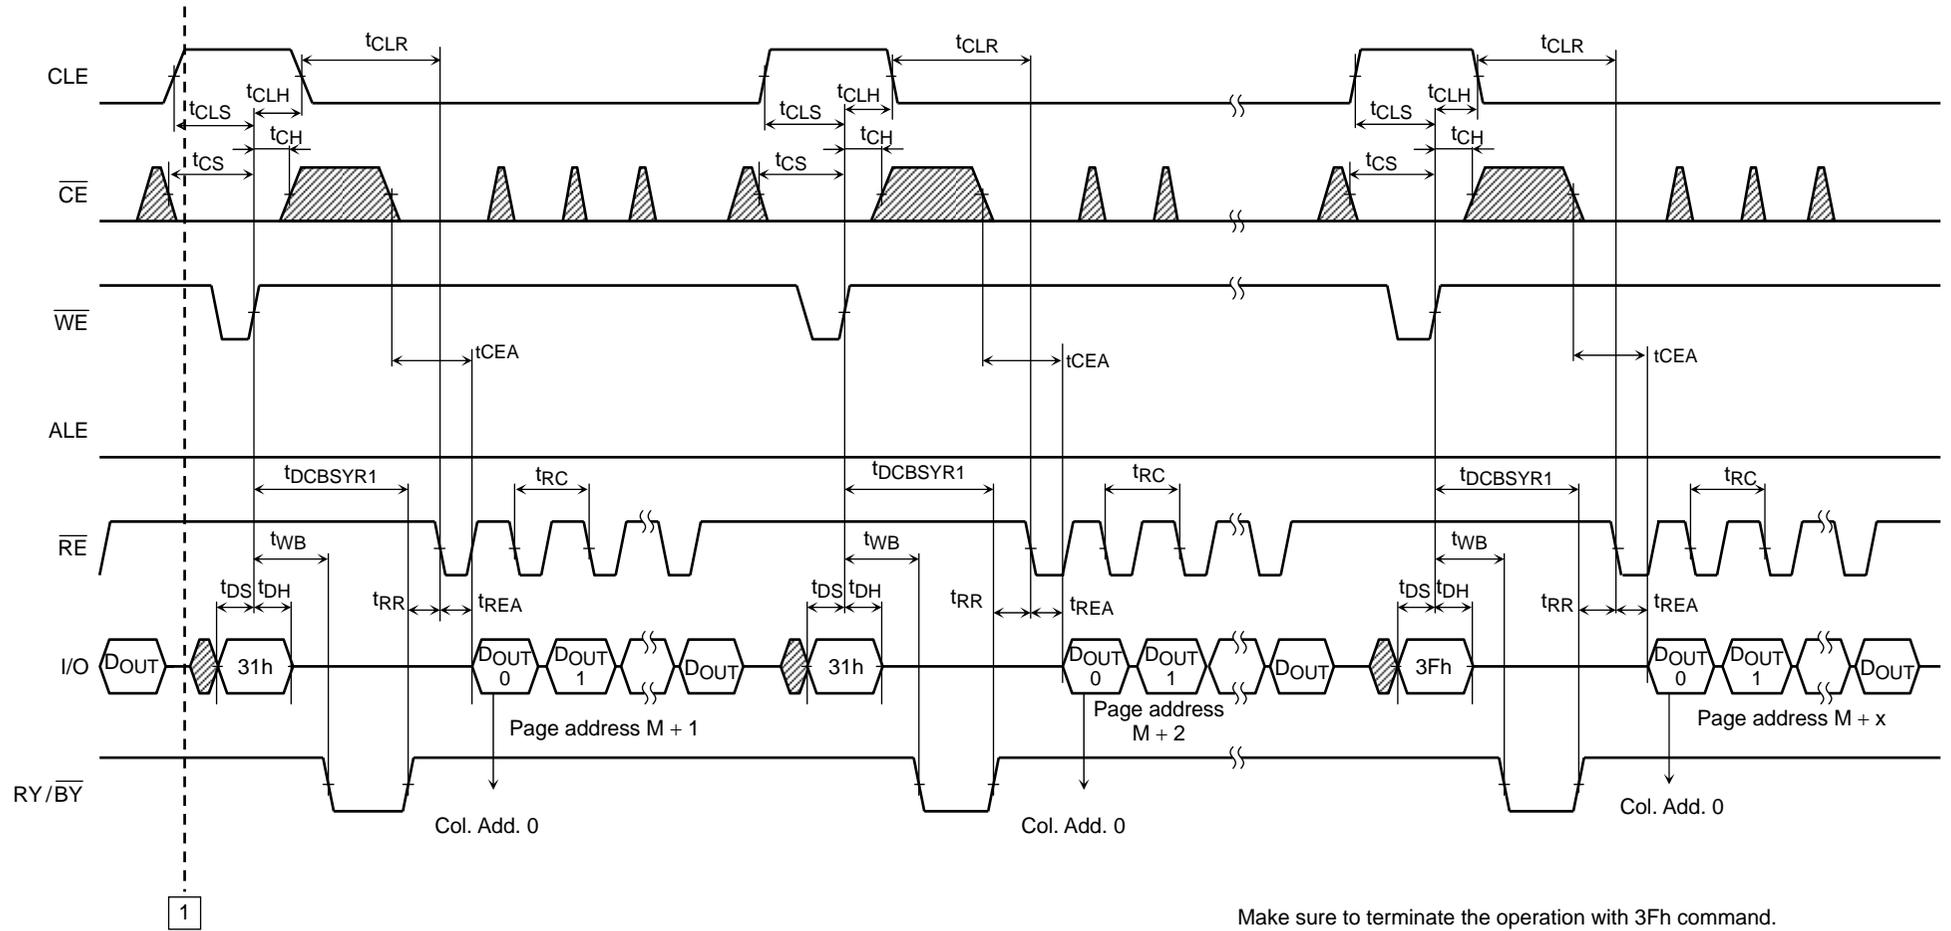 tCLR tCLR tCLR
CLE
tCLH tCLH tCLH
tCLS tCLS tCLS
tCH tCH tCH
tCS tCS tCS
CE
WE
tCEA tCEA tCEA
ALE
tDCBSYR1 tRC tDCBSYR1 tRC tDCBSYR1 tRC
RE
tWB tWB tWB
tDS tDH tDS tDH tDS tDH
tRR tREA tRR tREA tRR tREA
I/O DOUT 31h DOUT 0 DOUT 1 DOUT 31h DOUT 0 DOUT 1 DOUT 3Fh DOUT 0 DOUT 1 DOUT
Page address M + 1
Page address
M + 2
Page address M + x
RY/BY
Col. Add. 0 Col. Add. 0 Col. Add. 0
1
Make sure to terminate the operation with 3Fh command.